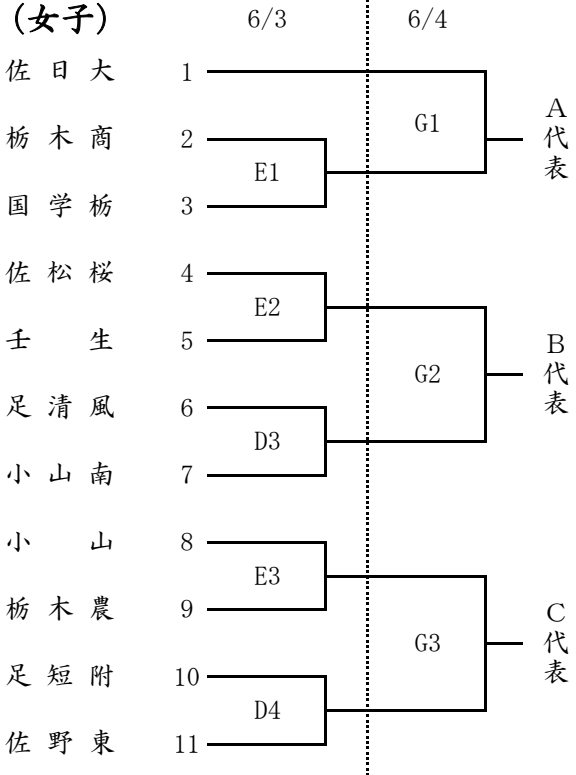 (女子) 6/3 6/4
佐日大 1
G1
A代表
栃木商 2
E1
国学栃 3
佐松桜 4
E2
壬生 5
G2
B代表
足清風 6
D3
小山南 7
小山 8
E3
栃木農 9
G3
C代表
足短附 10
D4
佐野東 11